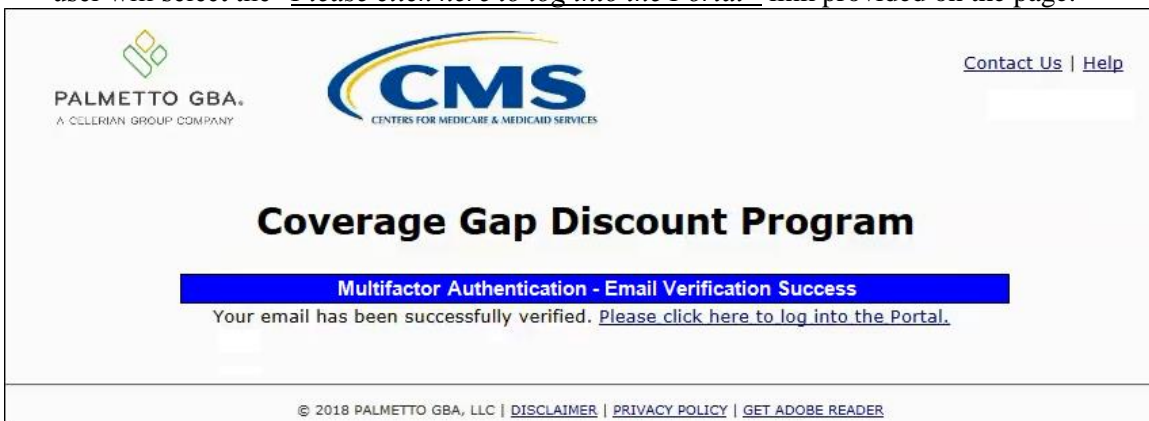 user will select the "Please click here to log into the Portal" link provided on the page.
PALMETTO GBA.
A CELERIAN GROUP COMPANY
CMS
CENTERS FOR MEDICARE & MEDICAID SERVICES
Contact Us | Help
Coverage Gap Discount Program
Multifactor Authentication - Email Verification Success
Your email has been successfully verified. Please click here to log into the Portal.
© 2018 PALMETTO GBA, LLC | DISCLAIMER | PRIVACY POLICY | GET ADOBE READER